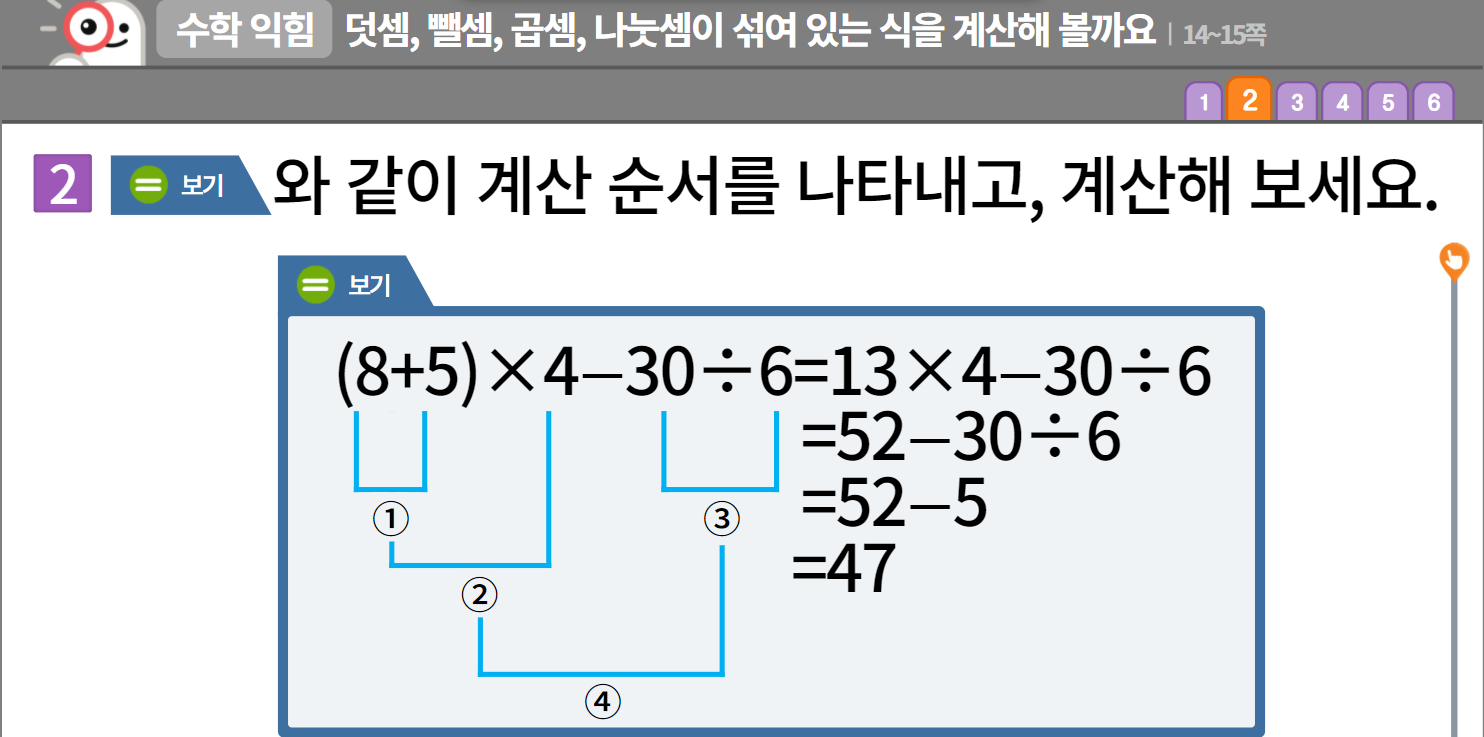 수학 익힘 덧셈, 뺄셈, 곱셈, 나눗셈이 섞여 있는 식을 계산해 볼까요 | 14~15쪽
1 2 3 4 5 6
2 보기 와 같이 계산 순서를 나타내고, 계산해 보세요.
보기
(8+5)×4−30÷6=13×4−30÷6
=52−30÷6
=52−5
=47
① ③
②
④